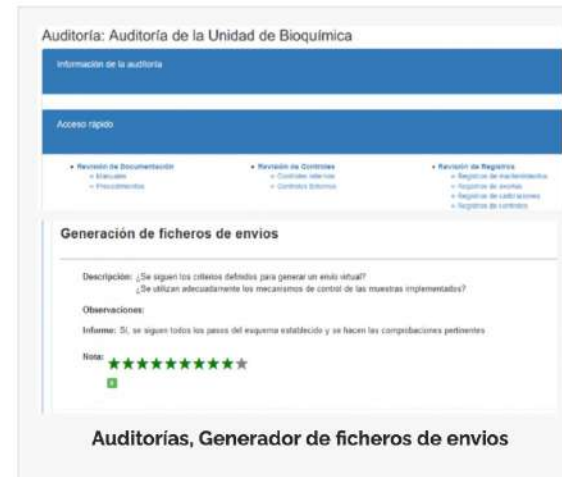 Auditoría: Auditoría de la Unidad de Bioquímica
Información de la auditoría
Acceso rápido
Revisión de Documentación
Manuales
Procedimientos
Revisión de Controles
Controles internos
Controles Externos
Revisión de Registros
Registros de mantenimientos
Registros de
Registros de calibraciones
Registros de controles
Generación de ficheros de envios
Descripción: ¿Se siguen los criterios definidos para generar un envío virtual?
¿Se utilizan adecuadamente los mecanismos de control de las muestras implementados?
Observaciones:
Informe: Sí, se siguen todos los pasos del esquema establecido y se hacen las comprobaciones pertinentes
Nota:
Auditorías, Generador de ficheros de envios